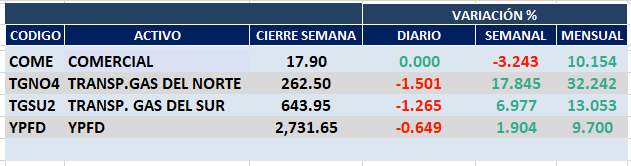 VARIACIÓN %
CODIGO ACTIVO CIERRE SEMANA DIARIO SEMANAL MENSUAL
COME COMERCIAL 17.90 0.000 -3.243 10.154
TGNO4 TRANSP.GAS DEL NORTE 262.50 -1.501 17.845 32.242
TGSU2 TRANSP. GAS DEL SUR 643.95 -1.265 6.977 13.053
YPFD YPFD 2,731.65 -0.649 1.904 9.700